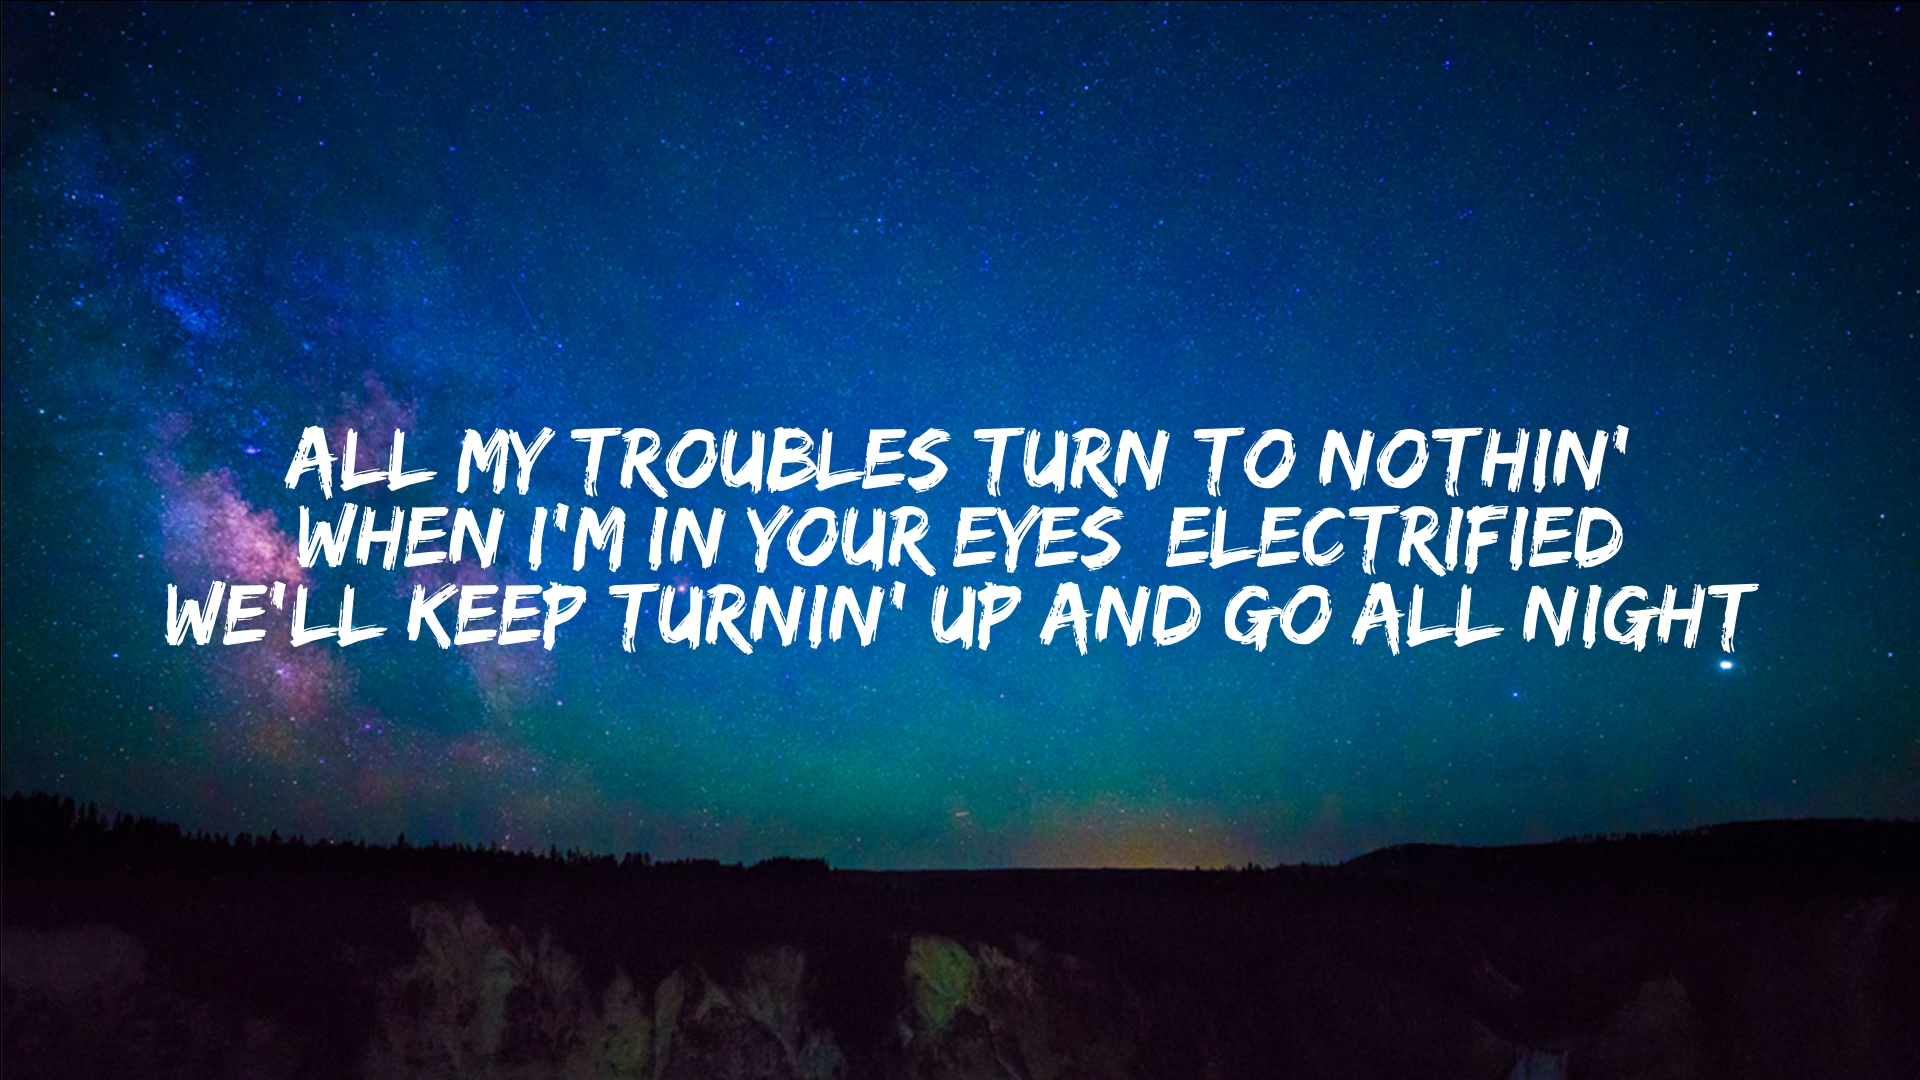 ALL MY TROUBLES TURN TO NOTHIN'
WHEN I'M IN YOUR EYES ELECTRIFIED
WE'LL KEEP TURNIN' UP AND GO ALL NIGHT